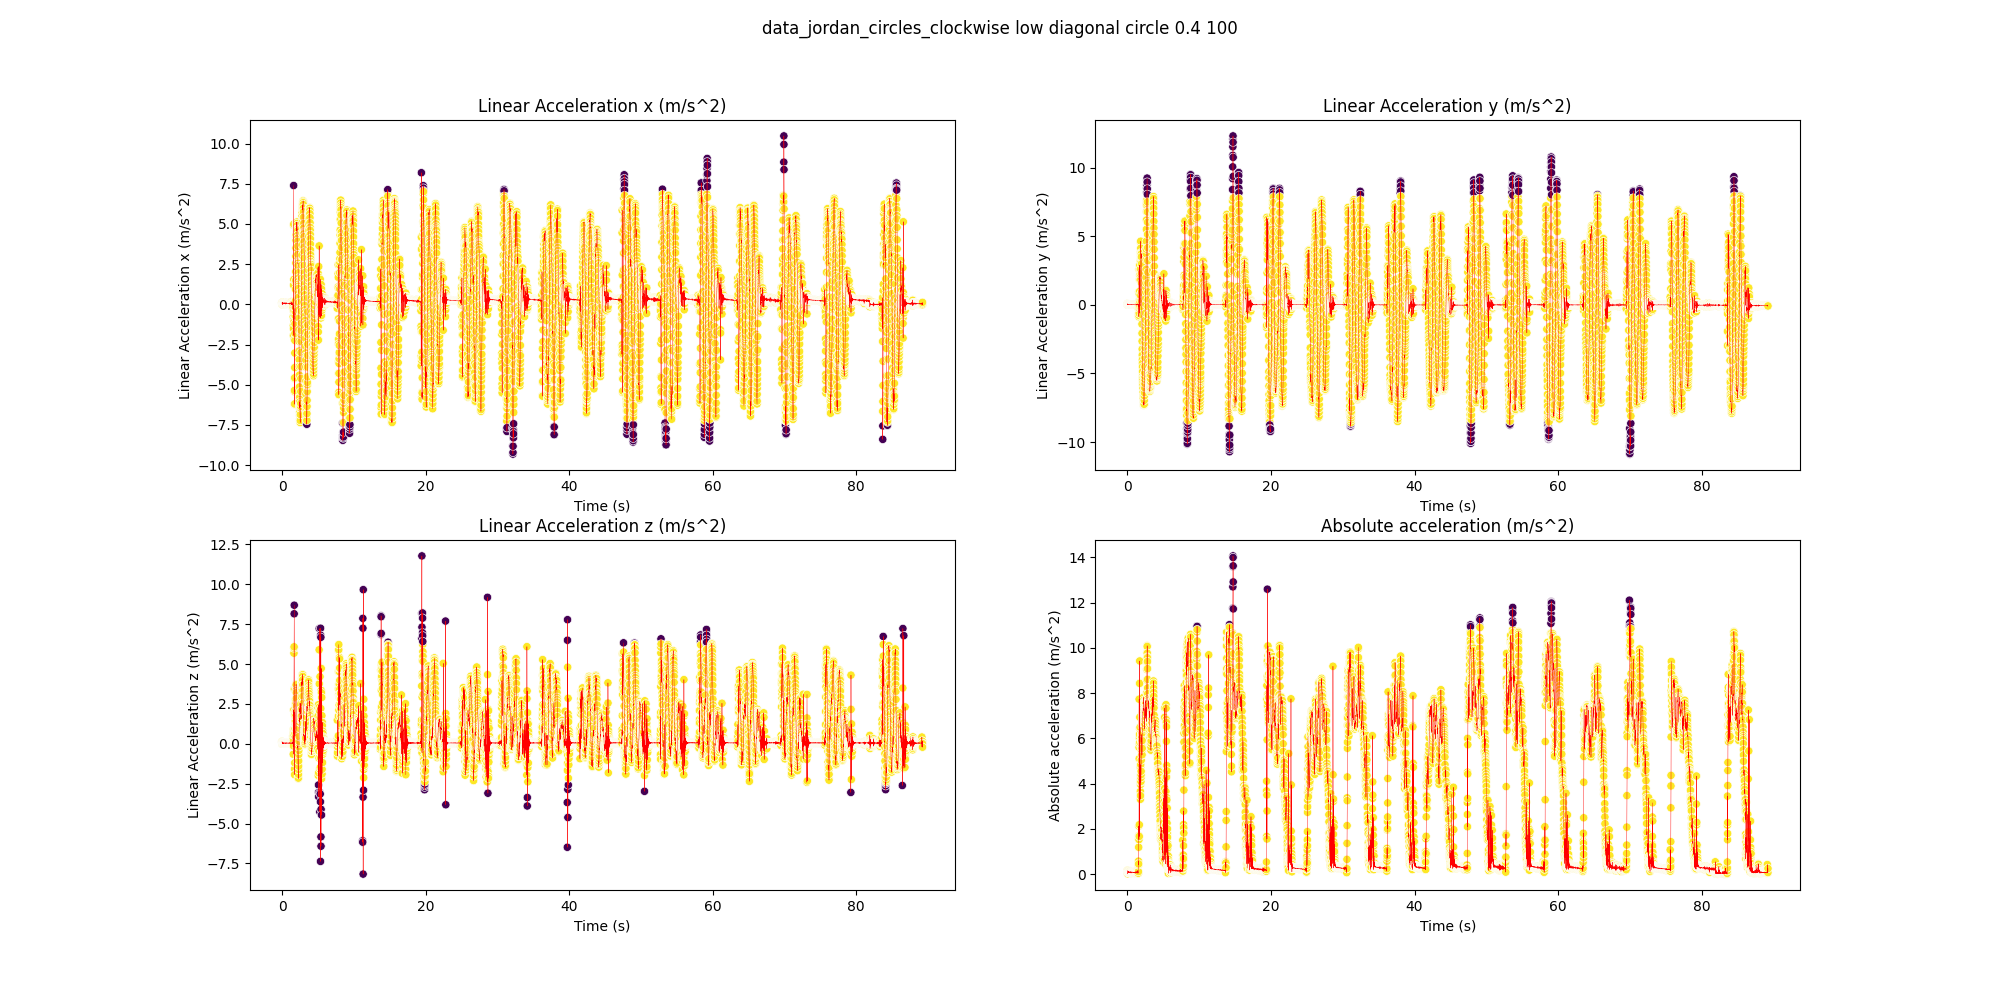 data_jordan_circles_clockwise low diagonal circle 0.4 100
Linear Acceleration x (m/s^2)
Linear Acceleration x (m/s^2)
10.0
7.5
5.0
2.5
0.0
−2.5
−5.0
−7.5
−10.0
0 20 40 60 80
Time (s)
Linear Acceleration y (m/s^2)
Linear Acceleration y (m/s^2)
10
5
0
−5
−10
0 20 40 60 80
Time (s)
Linear Acceleration z (m/s^2)
Linear Acceleration z (m/s^2)
12.5
10.0
7.5
5.0
2.5
0.0
−2.5
−5.0
−7.5
0 20 40 60 80
Time (s)
Absolute acceleration (m/s^2)
Absolute acceleration (m/s^2)
14
12
10
8
6
4
2
0
0 20 40 60 80
Time (s)